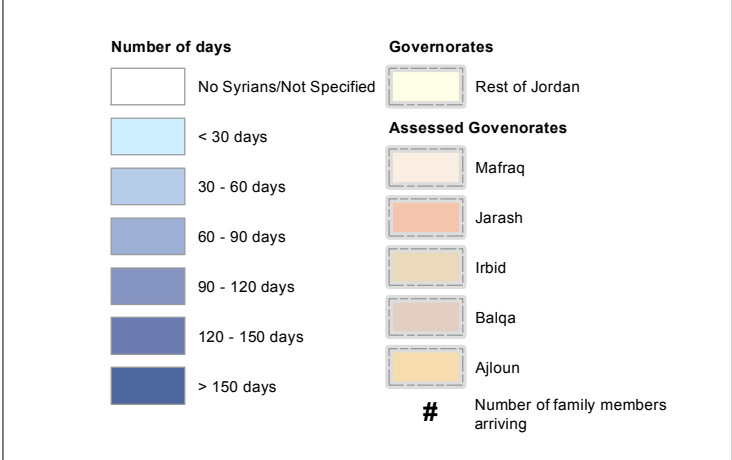 Number of days
No Syrians/Not Specified
< 30 days
30 - 60 days
60 - 90 days
90 - 120 days
120 - 150 days
> 150 days
Governorates
Rest of Jordan
Assessed Govenorates
Mafraq
Jarash
Irbid
Balqa
Ajloun
# Number of family members
arriving